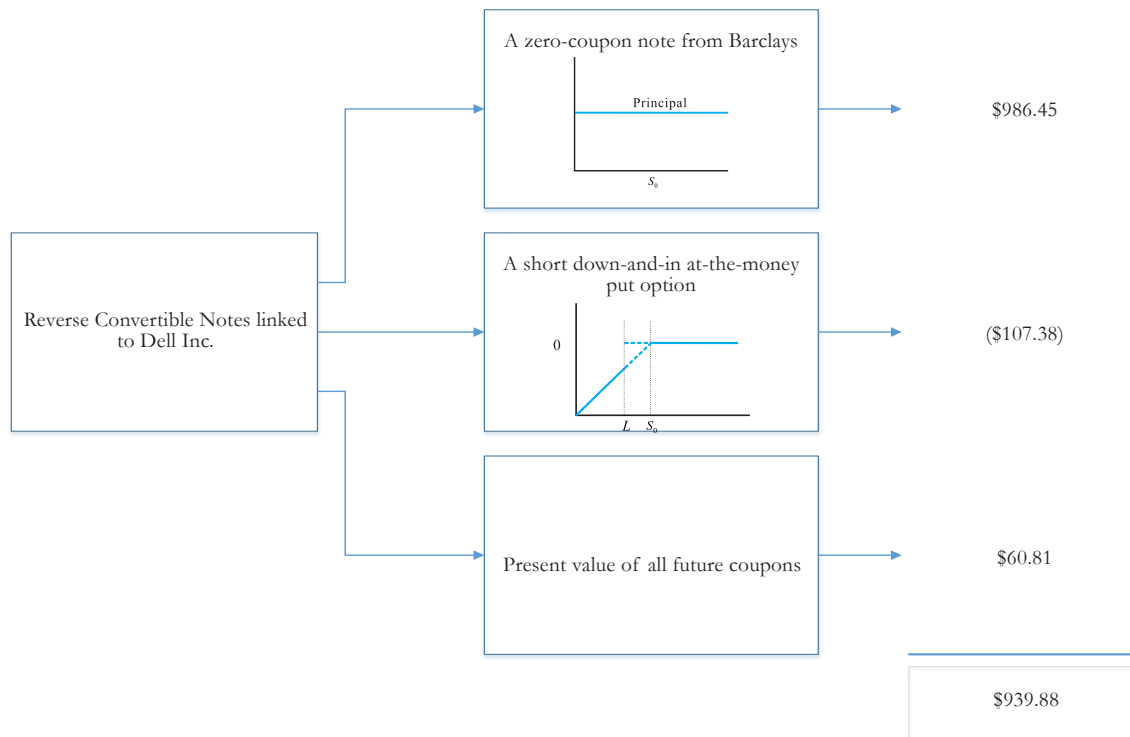 A zero-coupon note from Barclays
Principal
S₀
$986.45
Reverse Convertible Notes linked
to Dell Inc.
A short down-and-in at-the-money
put option
0
L S₀
($107.38)
Present value of all future coupons
$60.81
$939.88